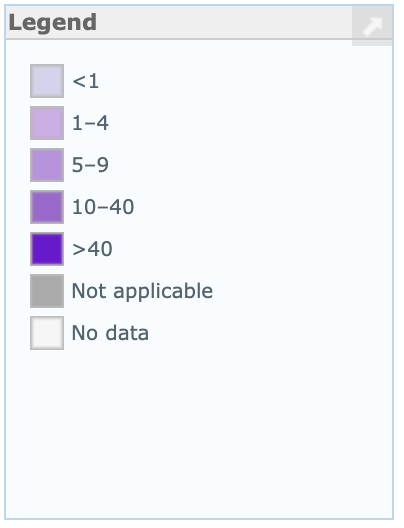 Legend
<1
1–4
5–9
10–40
>40
Not applicable
No data